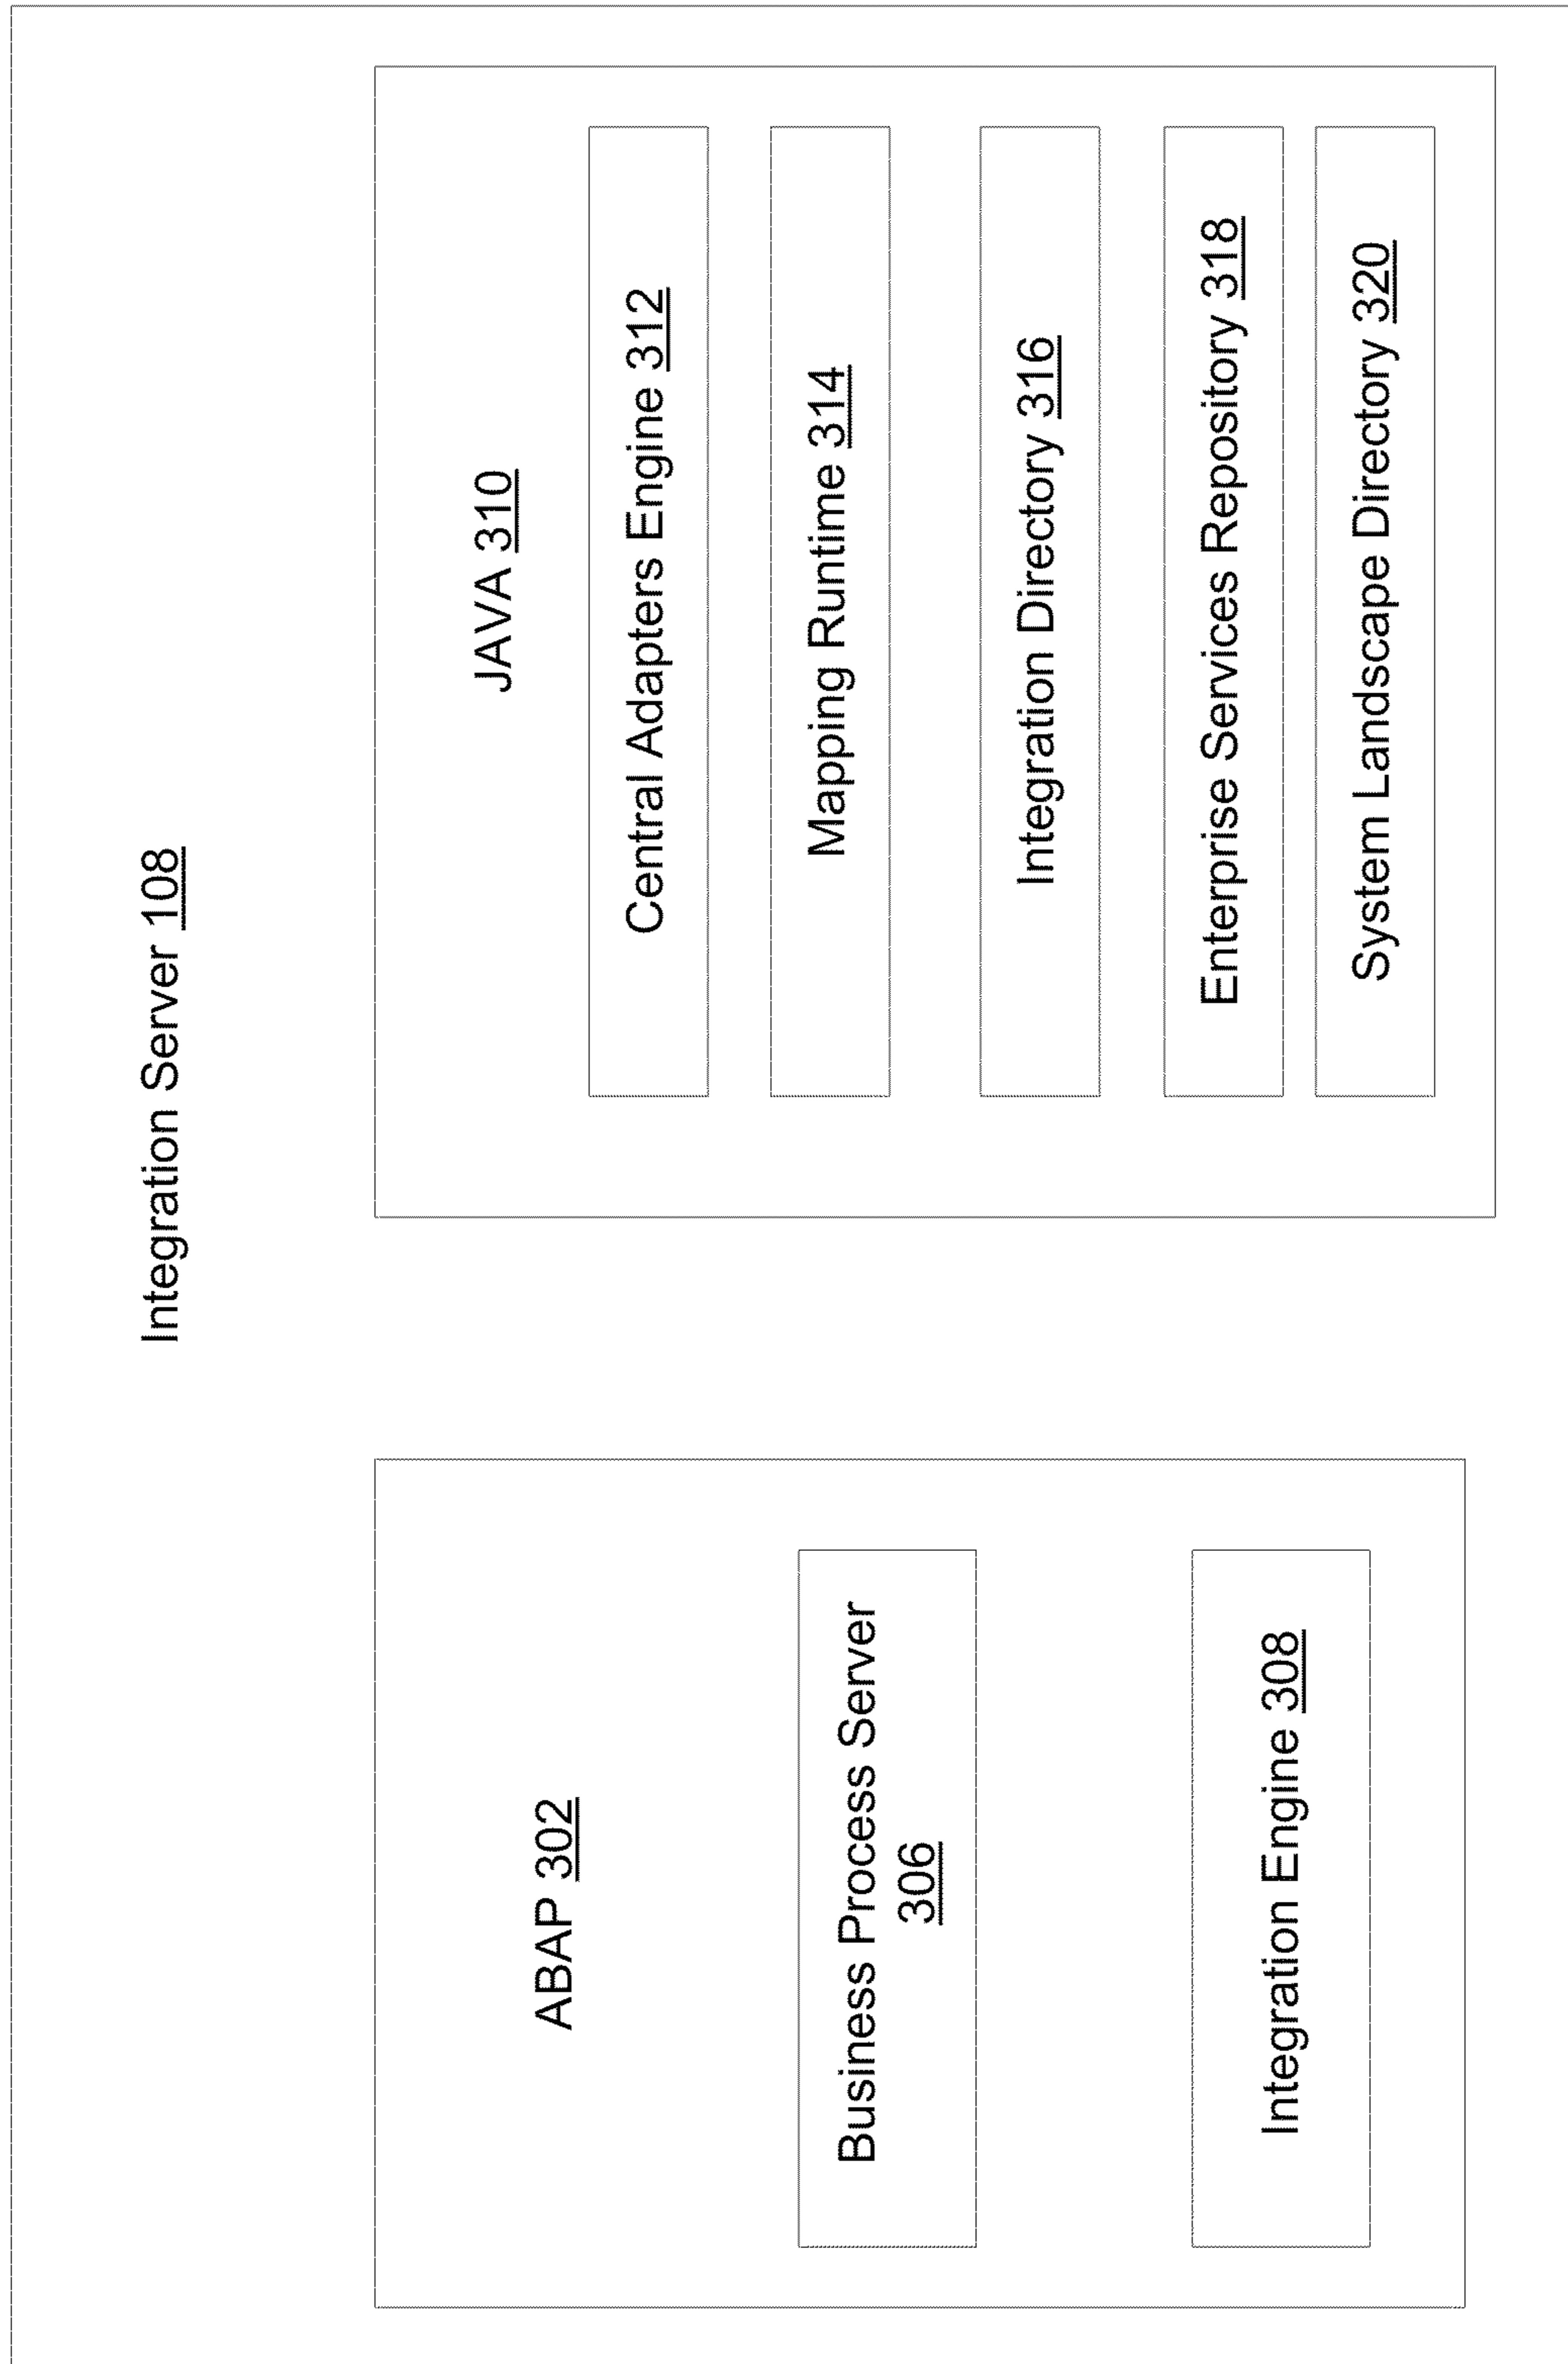 Integration Server 108
ABAP 302
Business Process Server
306
Integration Engine 308
JAVA 310
Central Adapters Engine 312
Mapping Runtime 314
Integration Directory 316
Enterprise Services Repository 318
System Landscape Directory 320